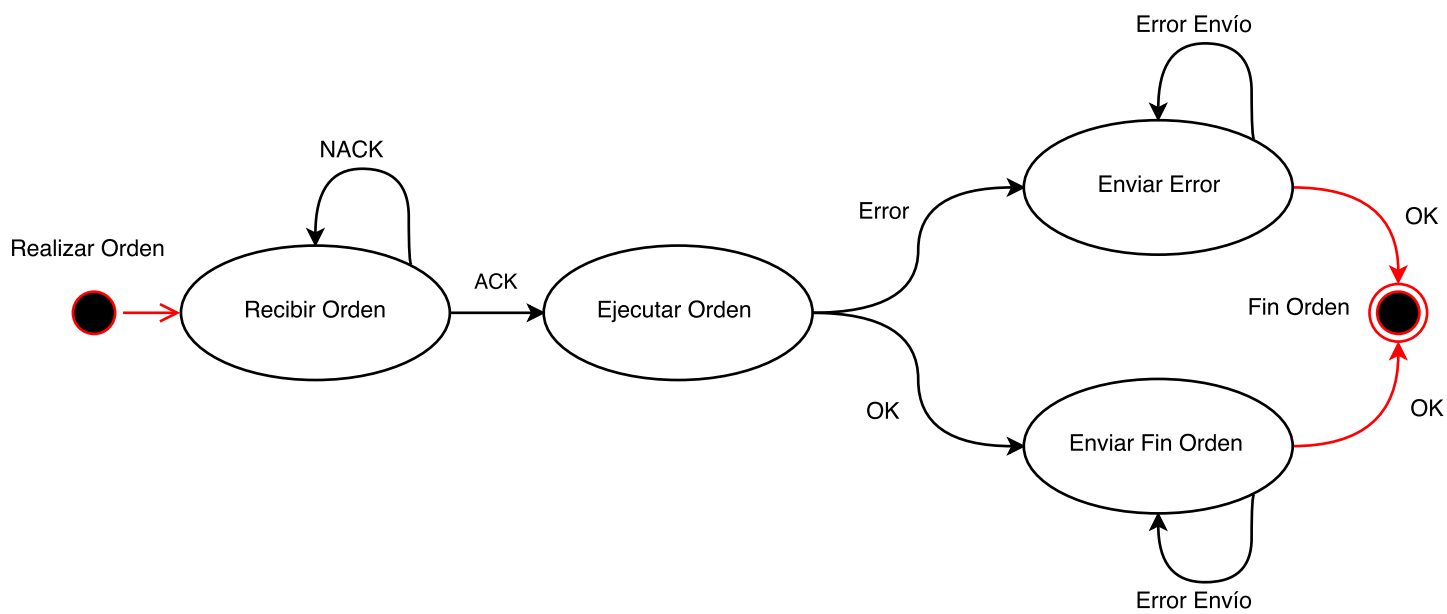 Error Envío
NACK
Enviar Error
Error
OK
Realizar Orden
ACK
Recibir Orden
Ejecutar Orden
Fin Orden
OK
OK
Enviar Fin Orden
Error Envío